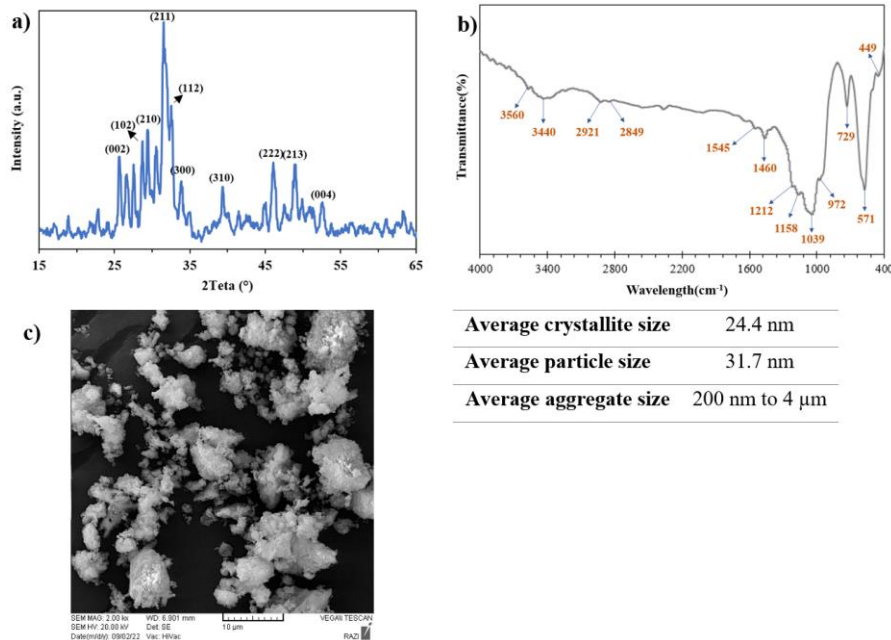 a)
(211)
(112)
(210)
(102)
(002)
(300)
(310)
(222)
(213)
(004)
Intensity (a.u.)
15 25 35 45 55 65
2Teta (°)
b)
449
3560
3440
2921
2849
1545
1460
1212
1158
1039
972
729
571
Transmittance(%)
4000 3400 2800 2200 1600 1000 400
Wavelength(cm-1)
c)
SEM MAG: 2.00 kx WD: 6.901 mm VEGA\\ TESCAN
SEM HV: 20.00 kV Det: SE 10 µm
Date(m/d/y): 09/02/22 Vac: HiVac RAZI
Average crystallite size 24.4 nm
Average particle size 31.7 nm
Average aggregate size 200 nm to 4 µm